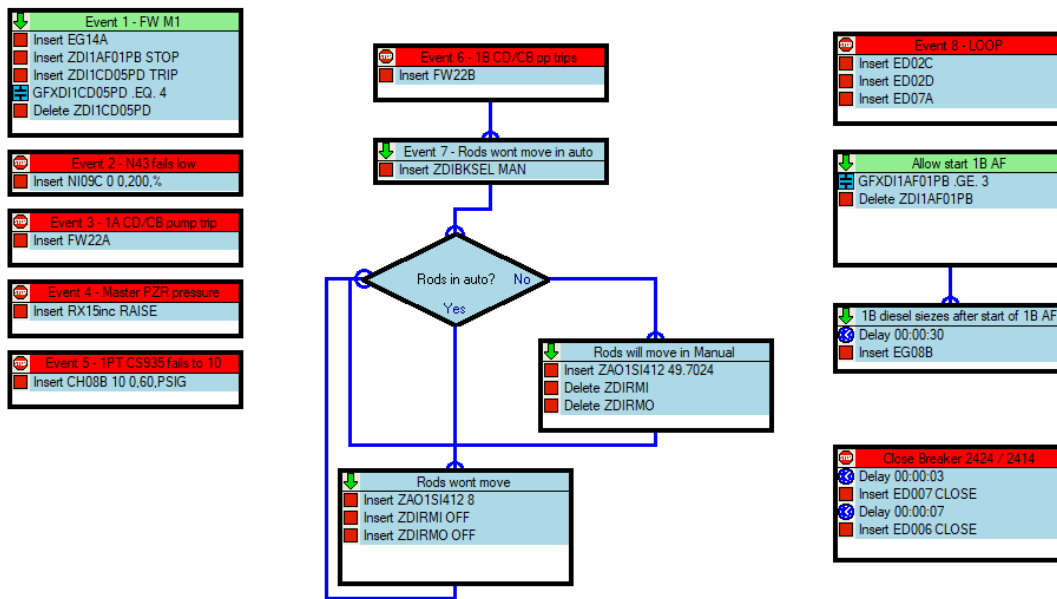 Event 1 - FW M1
Insert EG14A
Insert ZDI1AF01PB STOP
Insert ZDI1CD05PD TRIP
GFXDI1CD05PD .EQ. 4
Delete ZDI1CD05PD
STOP
Event 2 - N43 fails low
Insert NI09C 0 0,200,%
STOP
Event 3 - 1A CD/CB pump trip
Insert FW22A
STOP
Event 4 - Master PZR pressure
Insert RX15inc RAISE
STOP
Event 5 - 1PT CS935 fails to 10
Insert CH08B 10 0,60,PSIG
STOP
Event 6 - 1B CD/CB pp trips
Insert FW22B
Event 7 - Rods wont move in auto
Insert ZDIBKSEL MAN
Rods in auto?
No
Yes
Rods will move in Manual
Insert ZAO1SI412 49.7024
Delete ZDIRMI
Delete ZDIRMO
Rods wont move
Insert ZAO1SI412 8
Insert ZDIRMI OFF
Insert ZDIRMO OFF
STOP
Event 8 - LOOP
Insert ED02C
Insert ED02D
Insert ED07A
Allow start 1B AF
GFXDI1AF01PB .GE. 3
Delete ZDI1AF01PB
1B diesel siezes after start of 1B AF
Delay 00:00:30
Insert EG08B
STOP
Close Breaker 2424 / 2414
Delay 00:00:03
Insert ED007 CLOSE
Delay 00:00:07
Insert ED006 CLOSE